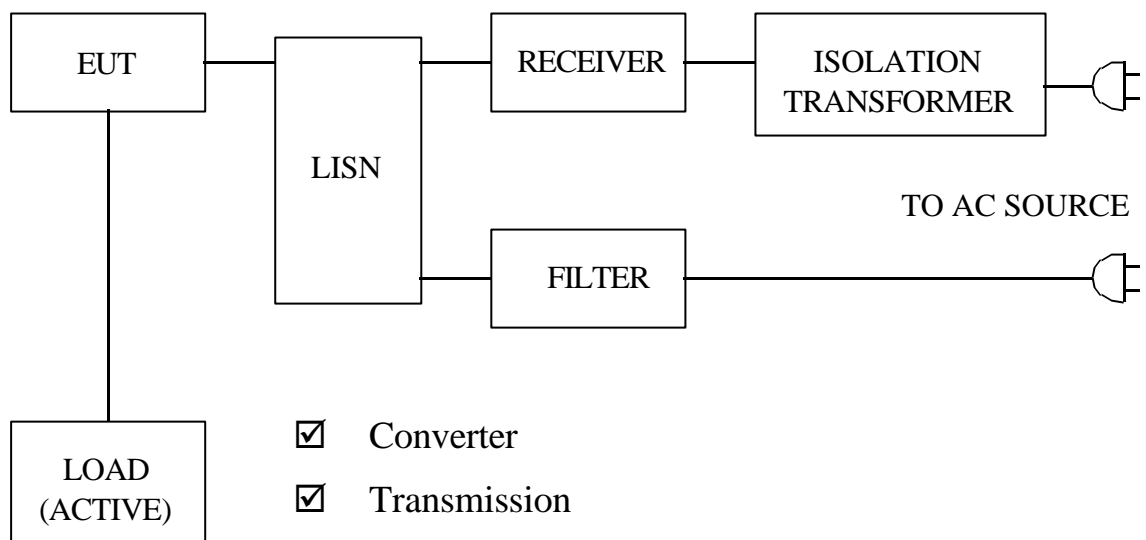 EUT
RECEIVER
ISOLATION
TRANSFORMER
LISN
TO AC SOURCE
FILTER
LOAD
(ACTIVE)
☑ Converter
☑ Transmission